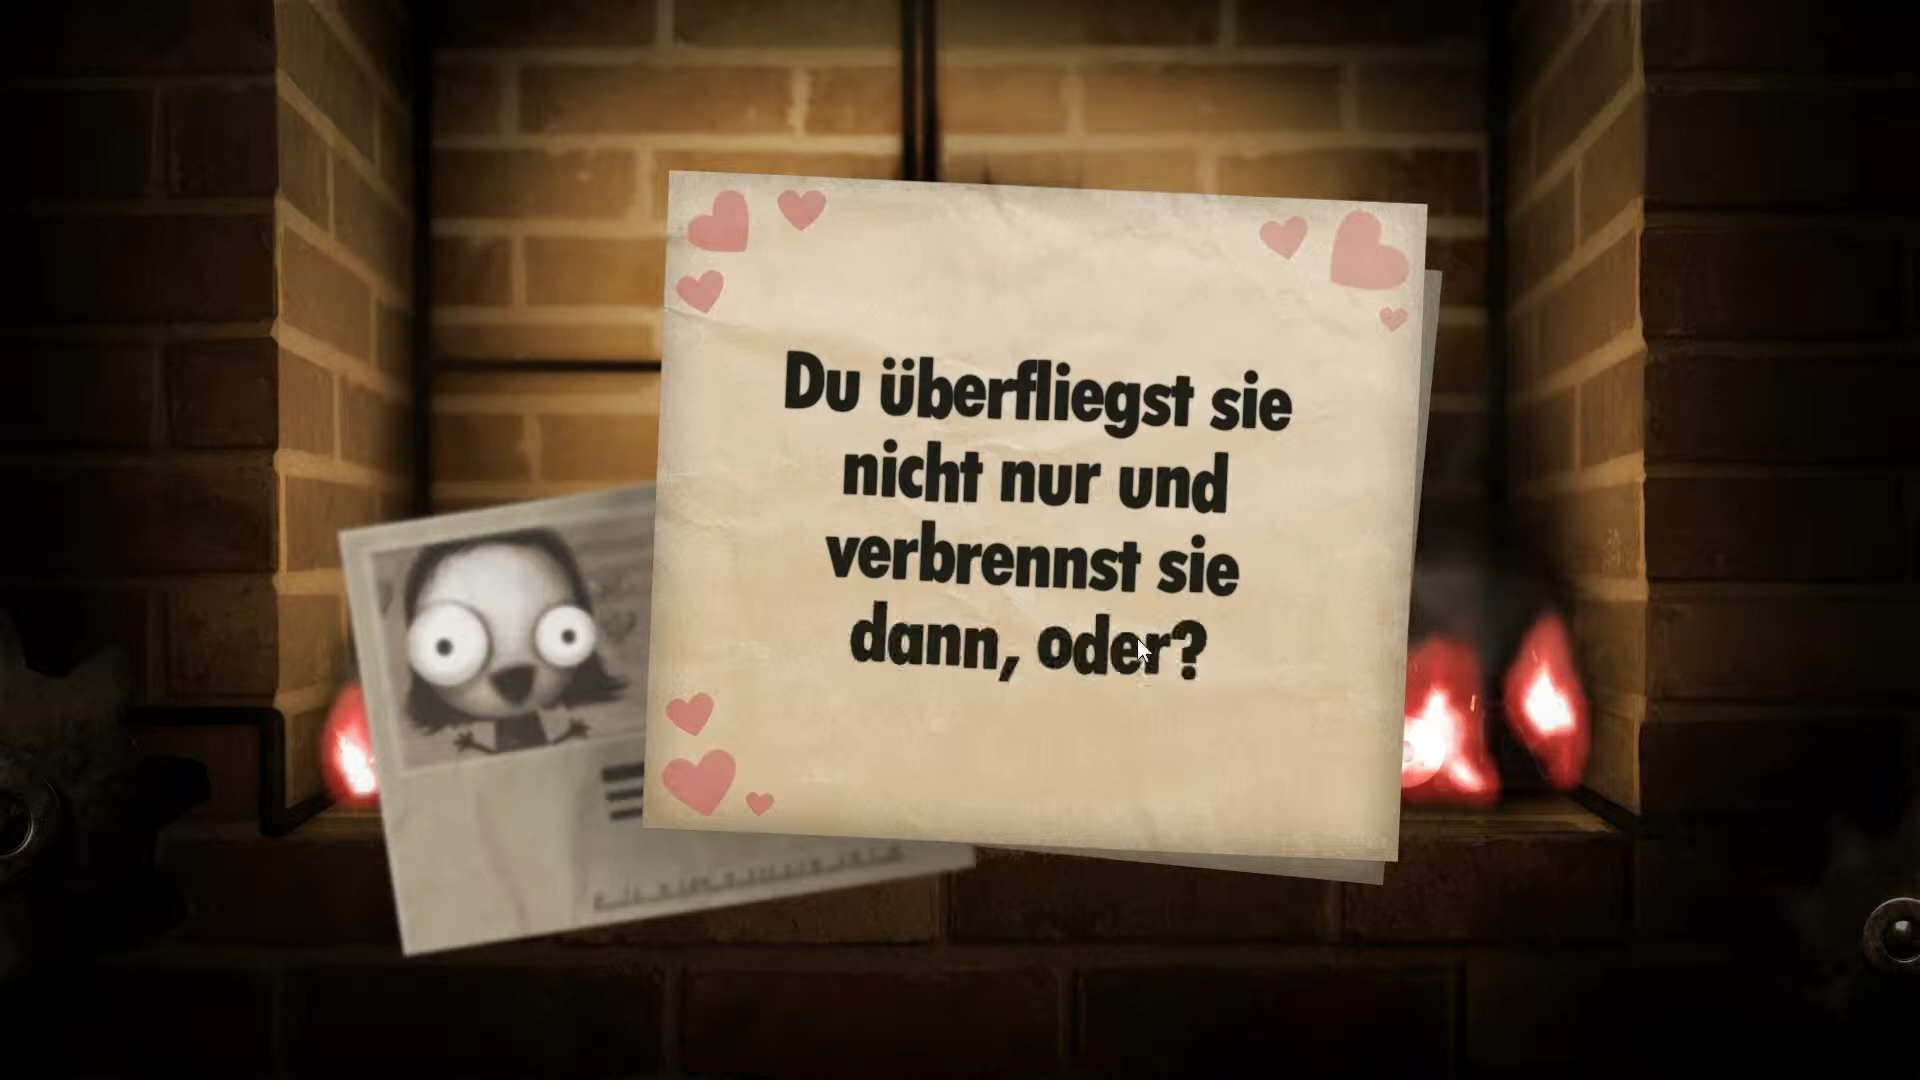 Du überfliegst sie
nicht nur und
verbrennst sie
dann, oder?